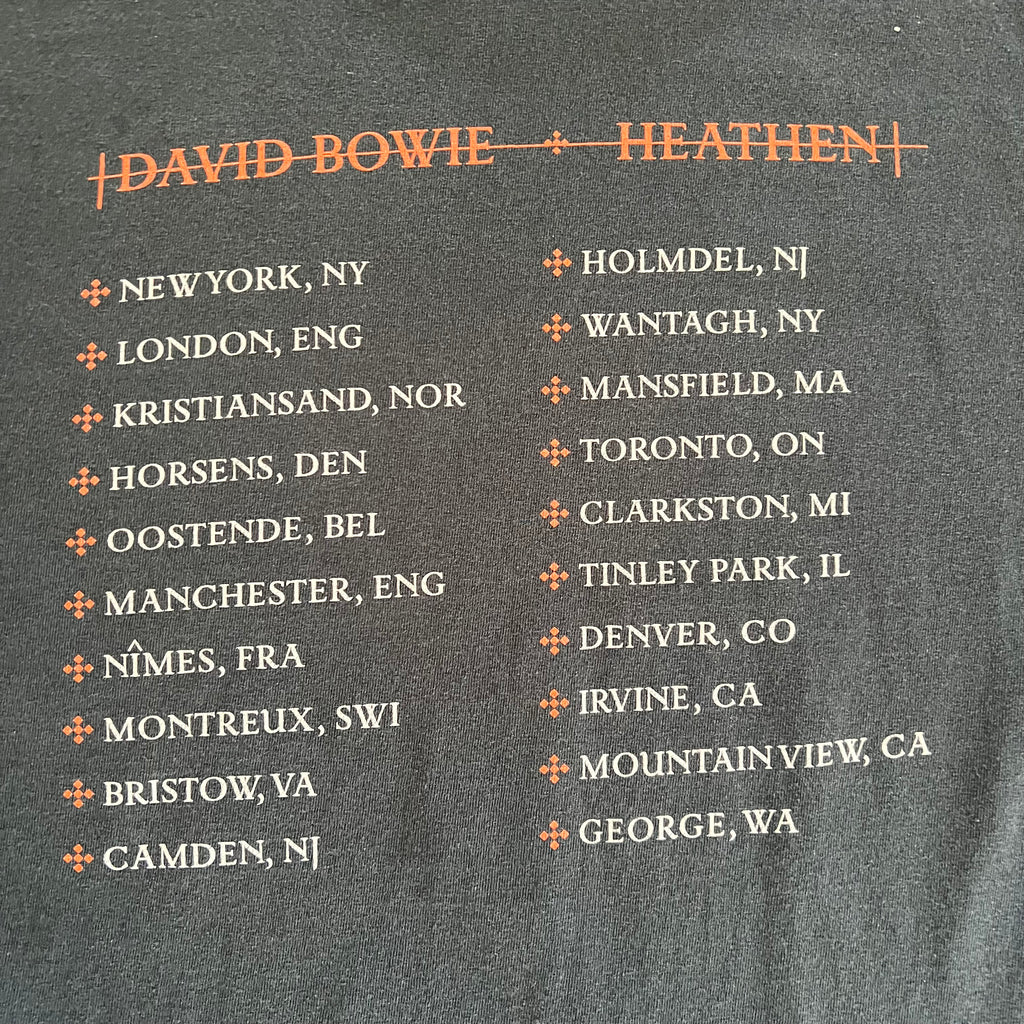 DAVID BOWIE HEATHEN
NEW YORK, NY
LONDON, ENG
KRISTIANSAND, NOR
HORSENS, DEN
OOSTENDE, BEL
MANCHESTER, ENG
NÎMES, FRA
MONTREUX, SWI
BRISTOW, VA
CAMDEN, NJ
HOLMDEL, NJ
WANTAGH, NY
MANSFIELD, MA
TORONTO, ON
CLARKSTON, MI
TINLEY PARK, IL
DENVER, CO
IRVINE, CA
MOUNTAIN VIEW, CA
GEORGE, WA